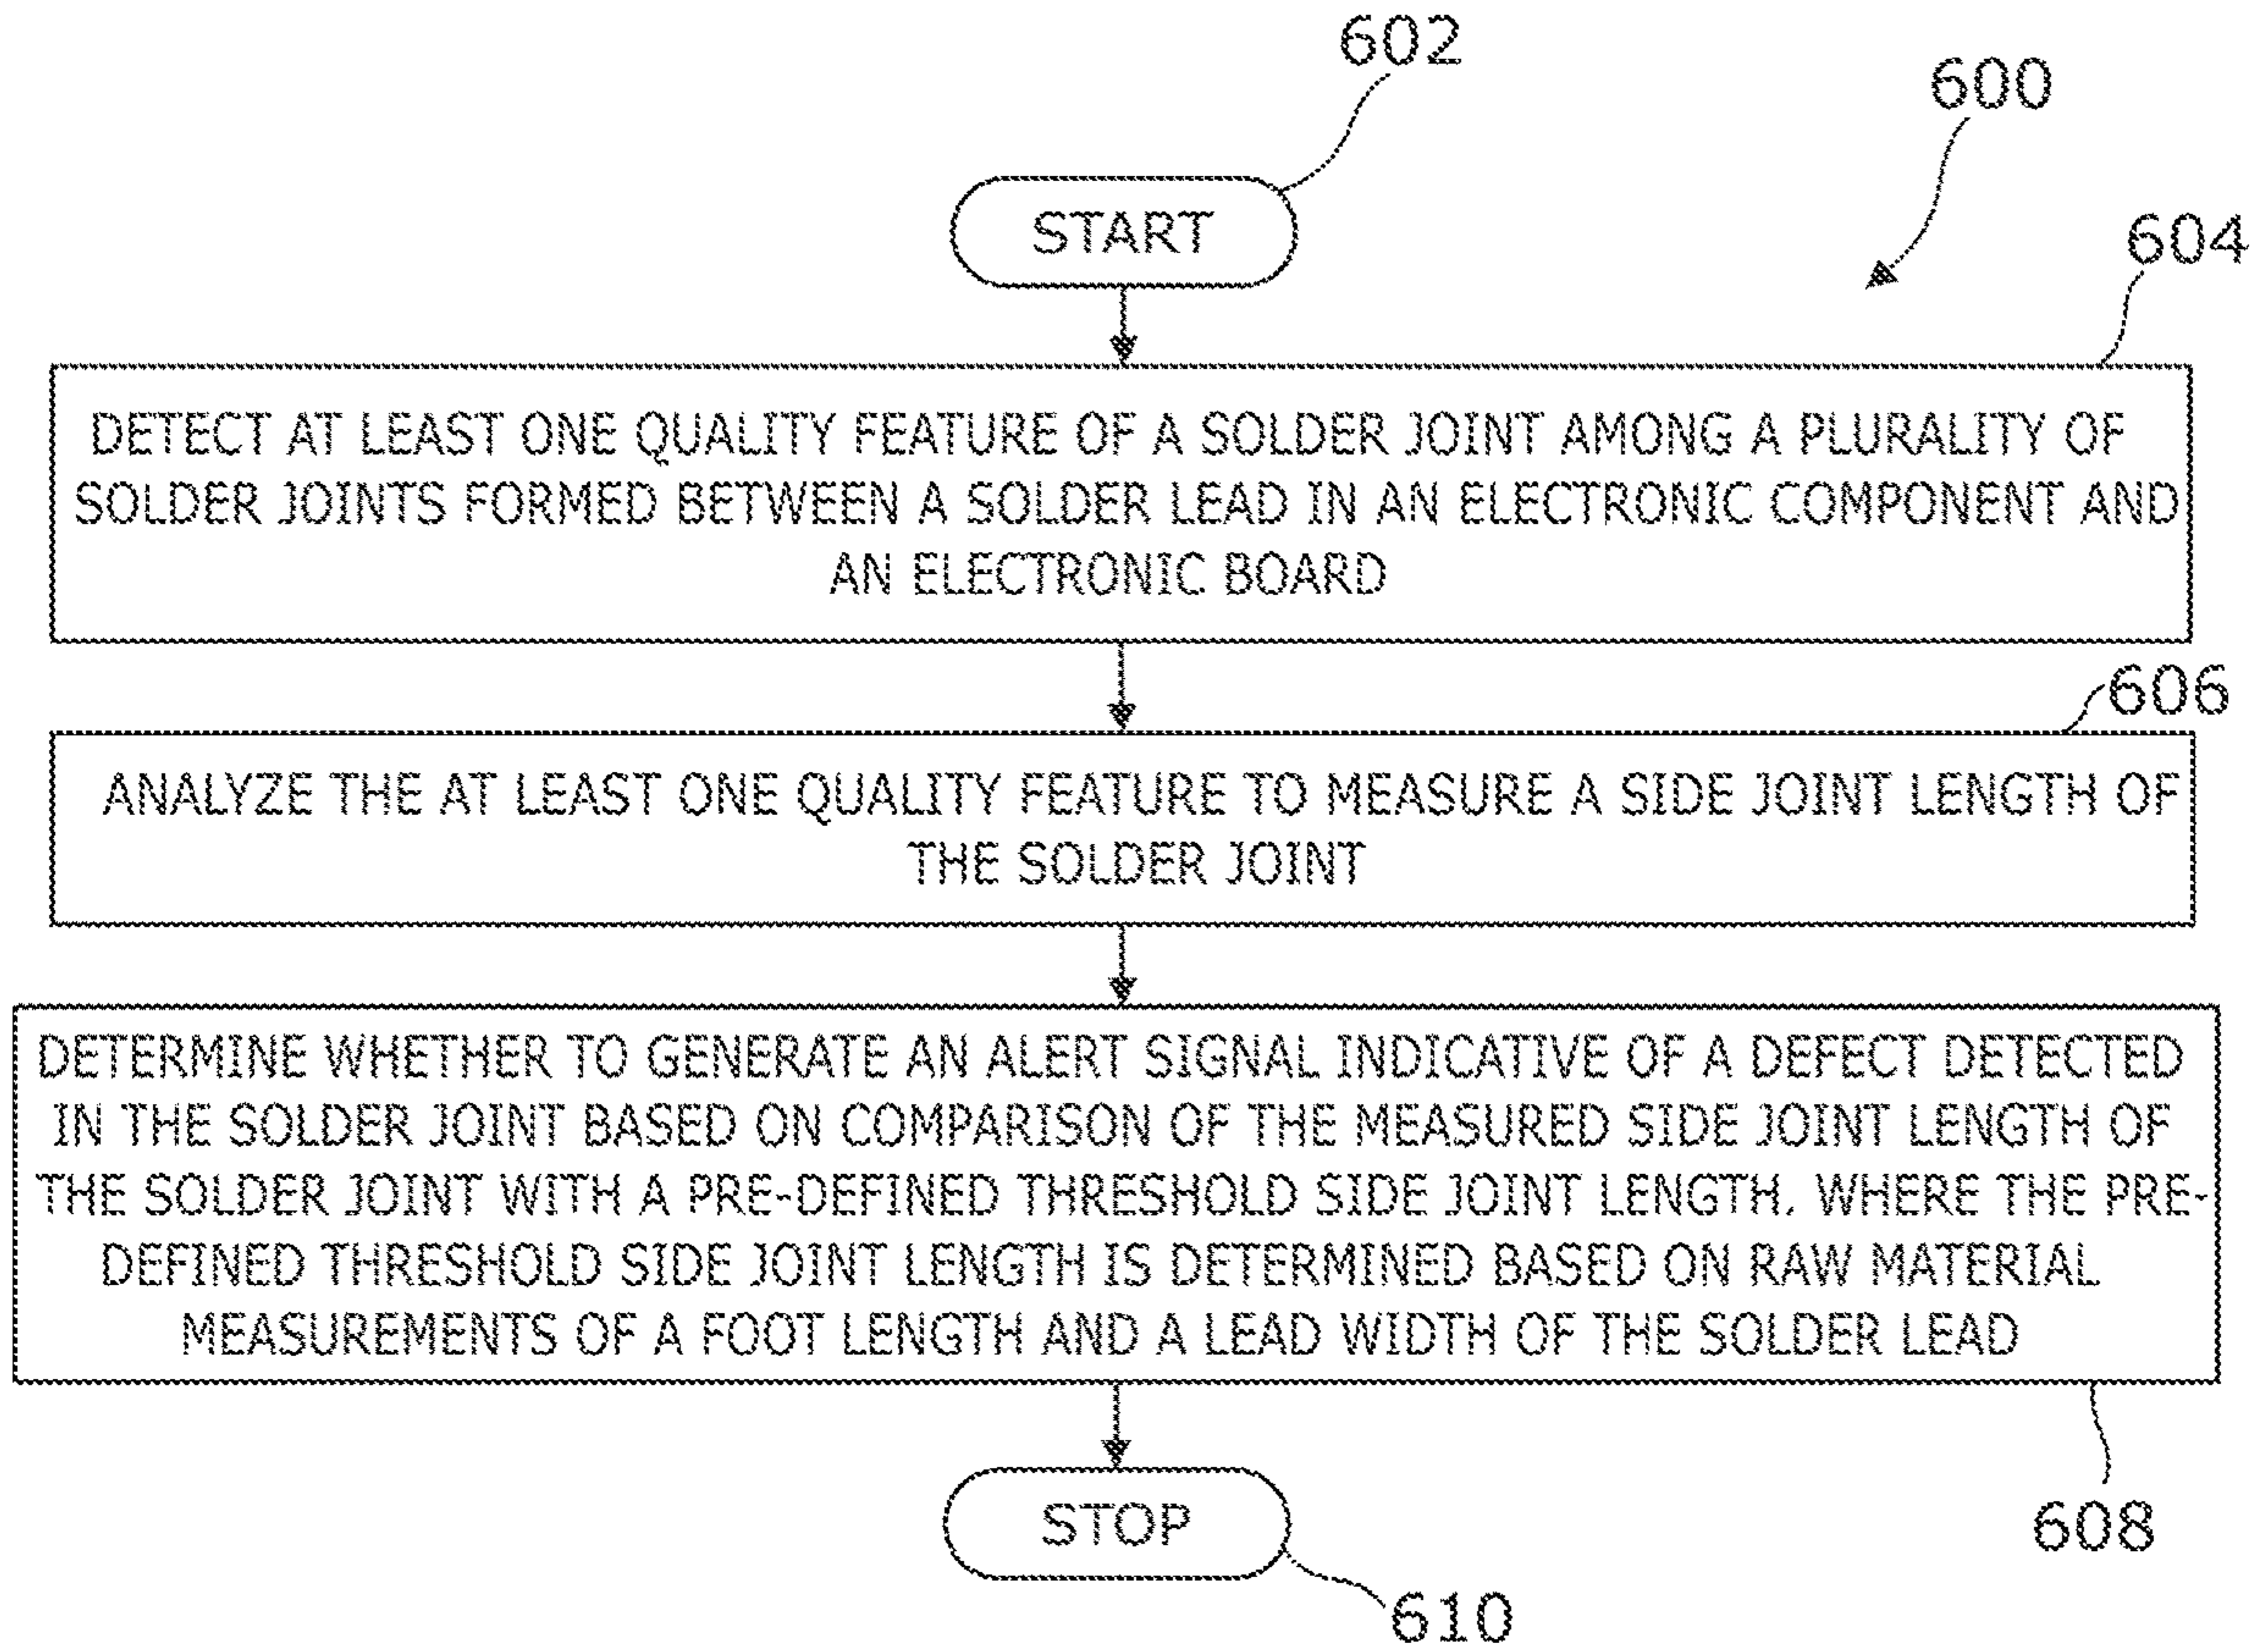 602
600
START
604
DETECT AT LEAST ONE QUALITY FEATURE OF A SOLDER JOINT AMONG A PLURALITY OF
SOLDER JOINTS FORMED BETWEEN A SOLDER LEAD IN AN ELECTRONIC COMPONENT AND
AN ELECTRONIC BOARD
606
ANALYZE THE AT LEAST ONE QUALITY FEATURE TO MEASURE A SIDE JOINT LENGTH OF
THE SOLDER JOINT
DETERMINE WHETHER TO GENERATE AN ALERT SIGNAL INDICATIVE OF A DEFECT DETECTED
IN THE SOLDER JOINT BASED ON COMPARISON OF THE MEASURED SIDE JOINT LENGTH OF
THE SOLDER JOINT WITH A PRE-DEFINED THRESHOLD SIDE JOINT LENGTH. WHERE THE PRE-
DEFINED THRESHOLD SIDE JOINT LENGTH IS DETERMINED BASED ON RAW MATERIAL
MEASUREMENTS OF A FOOT LENGTH AND A LEAD WIDTH OF THE SOLDER LEAD
STOP
608
610